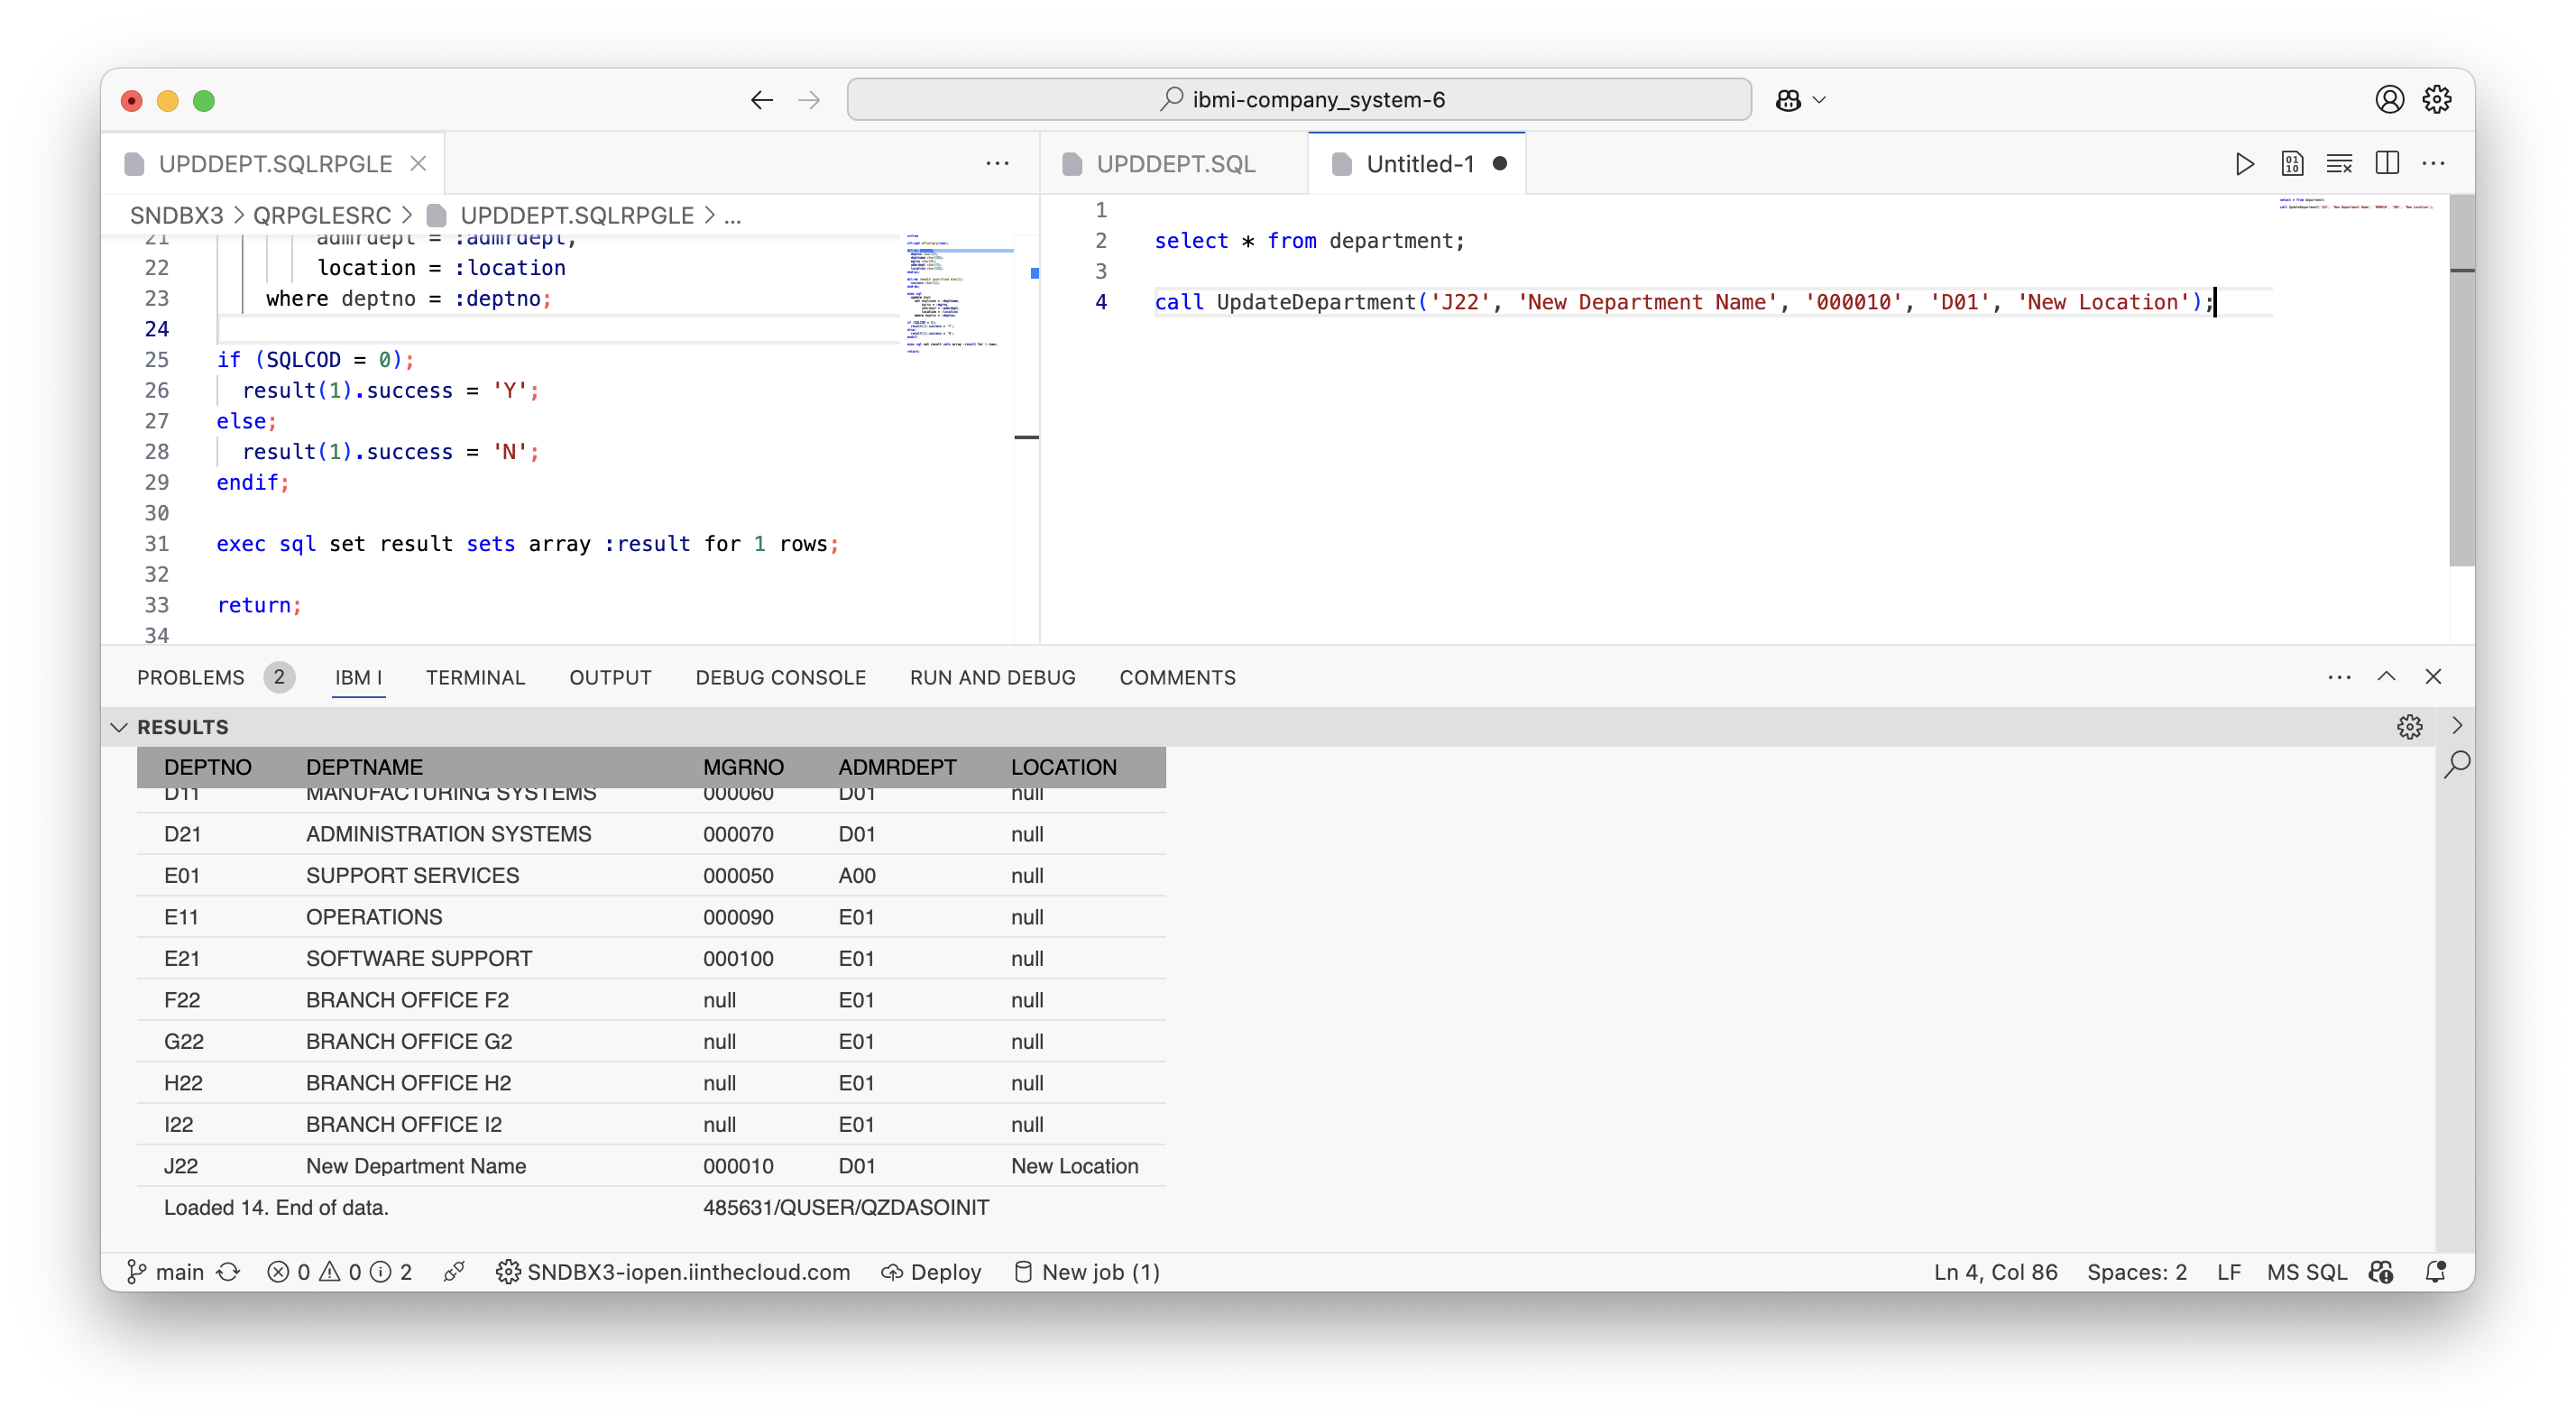 ibmi-company_system-6
UPDDEPT.SQLRPGLE
SNDBX3 > QRPGLESRC > UPDDEPT.SQLRPGLE > ...
21 admrdept = :admrdept,
22 location = :location
23 where deptno = :deptno;
24
25 if (SQLCOD = 0);
26 result(1).success = 'Y';
27 else;
28 result(1).success = 'N';
29 endif;
30
31 exec sql set result sets array :result for 1 rows;
32
33 return;
34
UPDDEPT.SQL Untitled-1
1
2 select * from department;
3
4 call UpdateDepartment('J22', 'New Department Name', '000010', 'D01', 'New Location');
PROBLEMS 2 IBM I TERMINAL OUTPUT DEBUG CONSOLE RUN AND DEBUG COMMENTS
RESULTS
DEPTNO DEPTNAME MGRNO ADMRDEPT LOCATION
D11 MANUFACTURING SYSTEMS 000060 D01 null
D21 ADMINISTRATION SYSTEMS 000070 D01 null
E01 SUPPORT SERVICES 000050 A00 null
E11 OPERATIONS 000090 E01 null
E21 SOFTWARE SUPPORT 000100 E01 null
F22 BRANCH OFFICE F2 null E01 null
G22 BRANCH OFFICE G2 null E01 null
H22 BRANCH OFFICE H2 null E01 null
I22 BRANCH OFFICE I2 null E01 null
J22 New Department Name 000010 D01 New Location
Loaded 14. End of data. 485631/QUSER/QZDASOINIT
main 0 0 2 SNDBX3-iopen.iinthecloud.com Deploy New job (1) Ln 4, Col 86 Spaces: 2 LF MS SQL